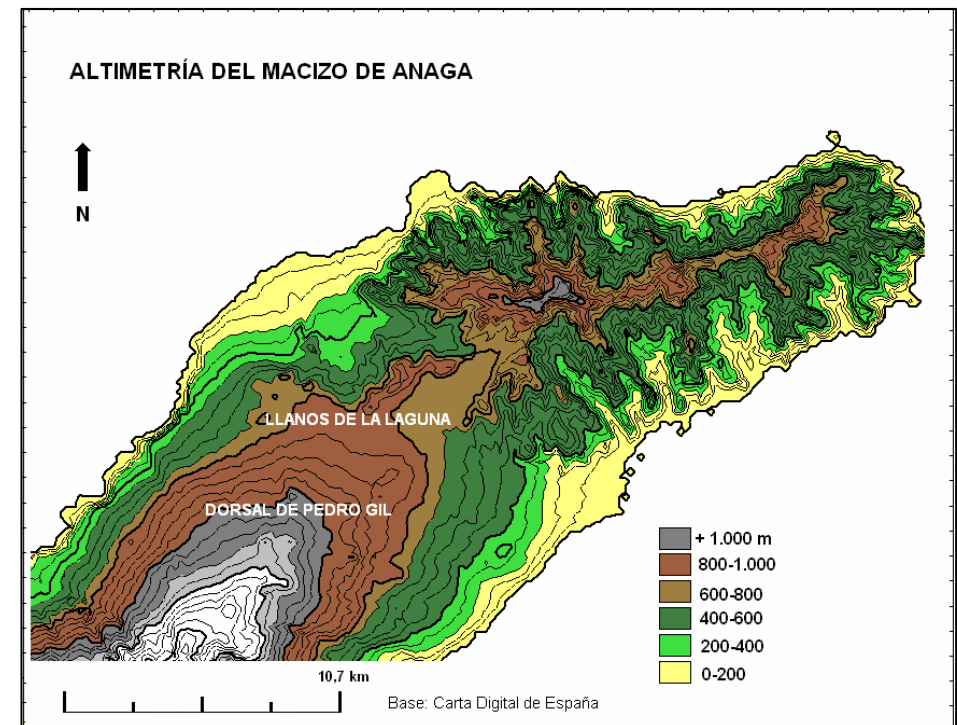 ALTIMETRÍA DEL MACIZO DE ANAGA
N
LLANOS DE LA LAGUNA
DORSAL DE PEDRO GIL
+ 1.000 m
800-1.000
600-800
400-600
200-400
0-200
10,7 km
Base: Carta Digital de España